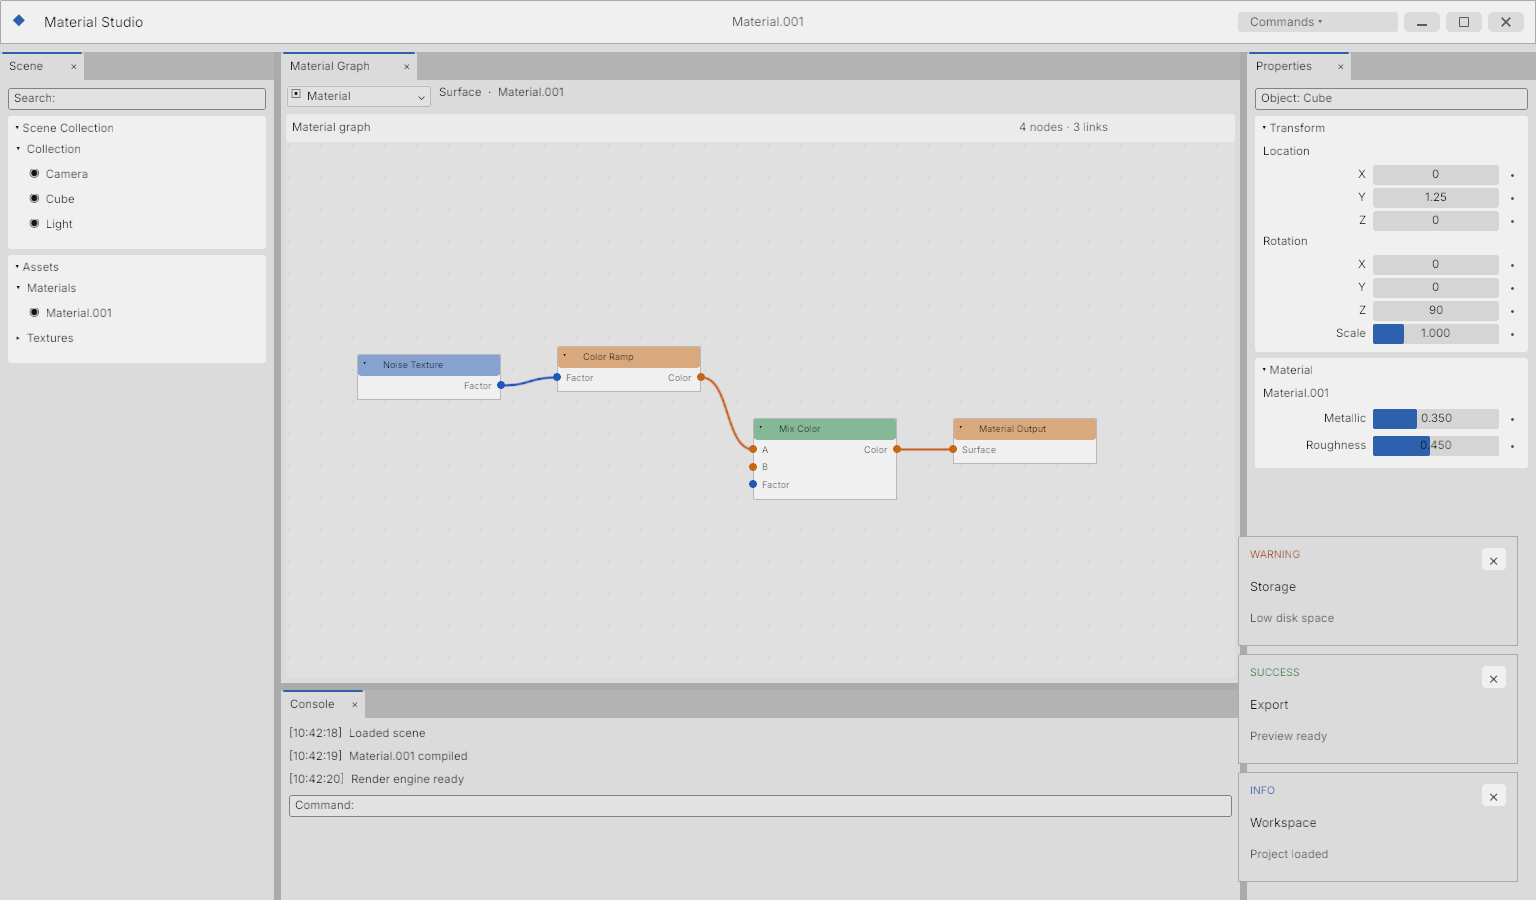 Material Studio
Material.001
Commands
Scene
Search:
Scene Collection
Collection
Camera
Cube
Light
Assets
Materials
Material.001
Textures
Material Graph
Material
Surface · Material.001
Material graph
4 nodes · 3 links
Noise Texture
Factor
Color Ramp
Factor
Color
Mix Color
A
Color
B
Factor
Material Output
Surface
Console
[10:42:18] Loaded scene
[10:42:19] Material.001 compiled
[10:42:20] Render engine ready
Command:
Properties
Object: Cube
Transform
Location
X 0
Y 1.25
Z 0
Rotation
X 0
Y 0
Z 90
Scale 1.000
Material
Material.001
Metallic 0.350
Roughness 0.450
WARNING
Storage
Low disk space
SUCCESS
Export
Preview ready
INFO
Workspace
Project loaded